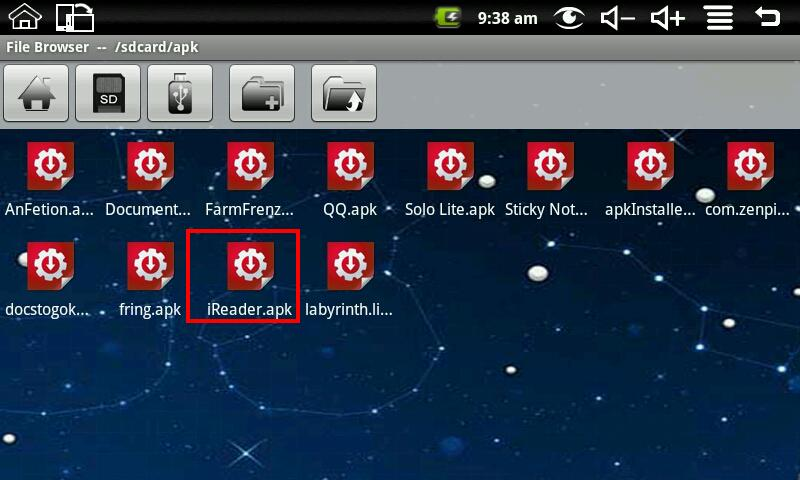 9:38 am
File Browser -- /sdcard/apk
SD
AnFetion.a... Document... FarmFrenz... QQ.apk Solo Lite.apk Sticky Not... apkInstalle... com.zenpi...
docstogok... fring.apk iReader.apk labyrinth.li...